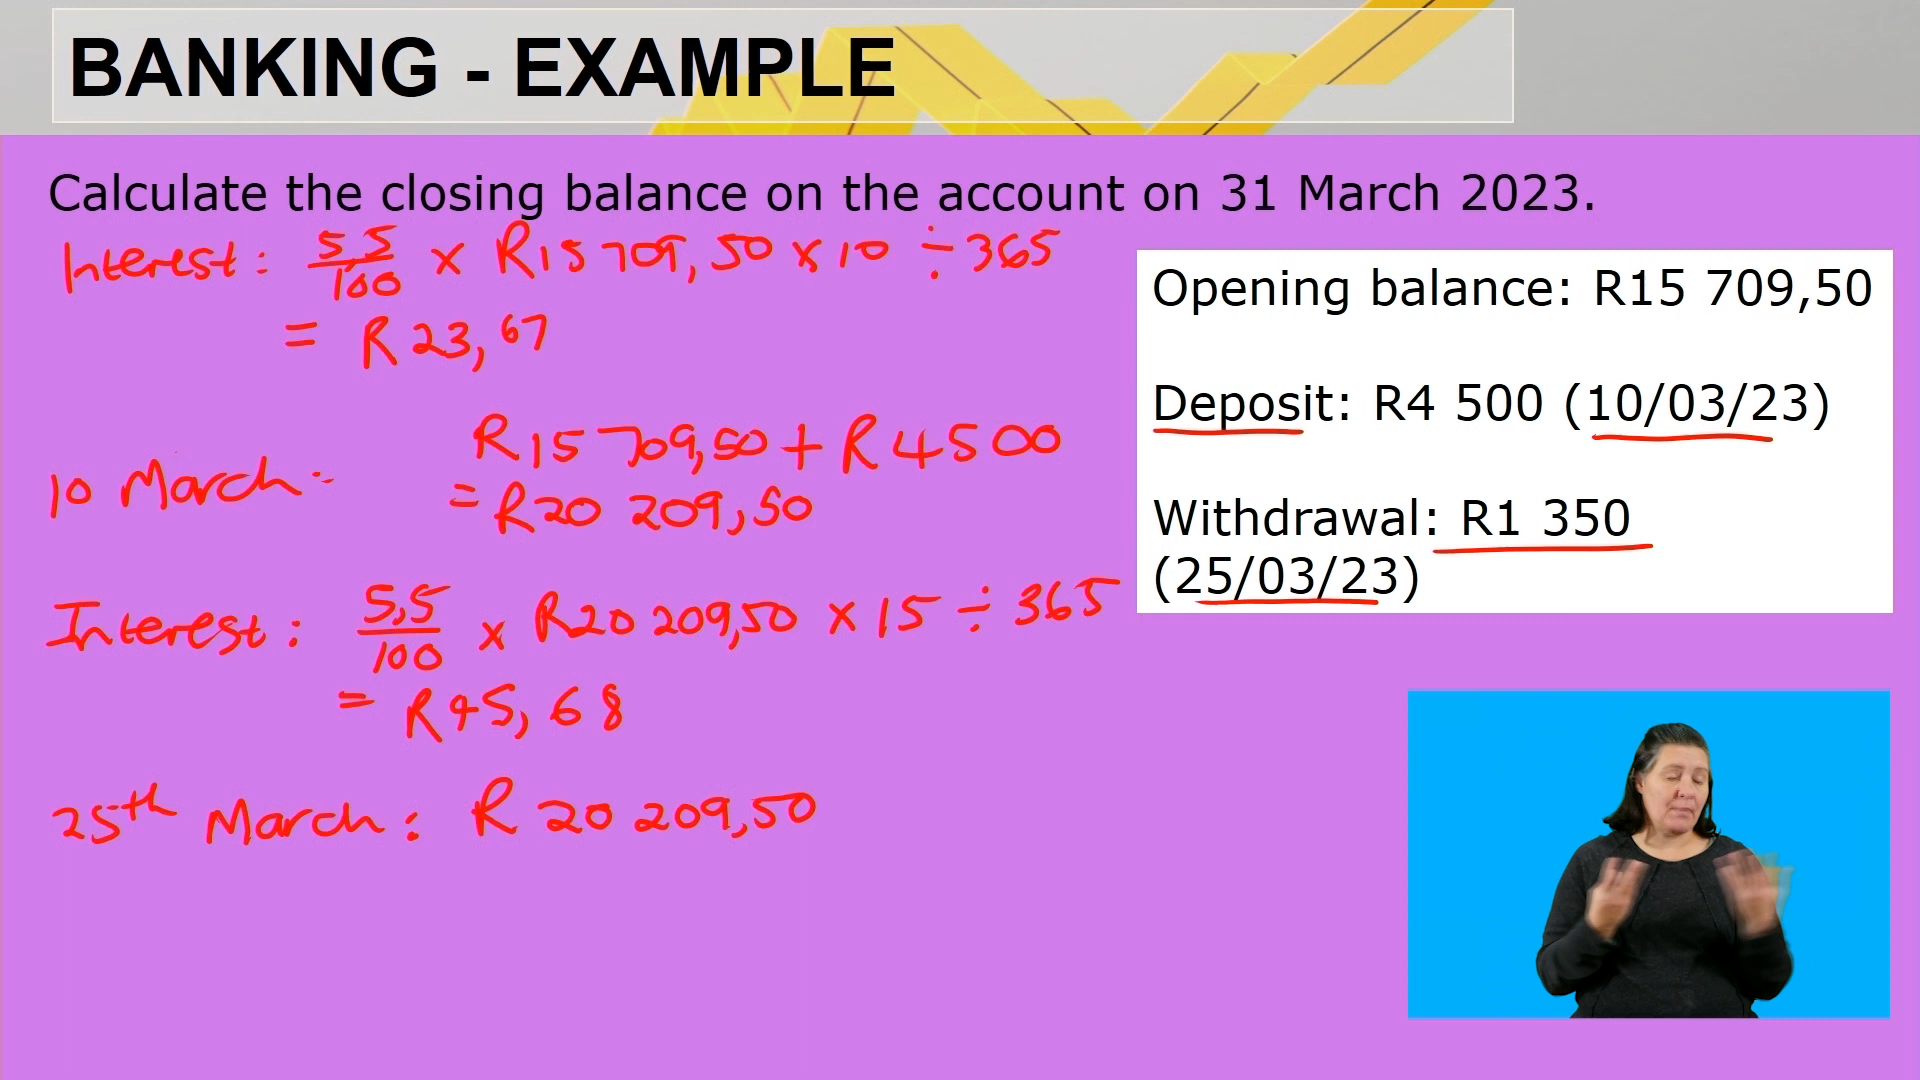 BANKING - EXAMPLE
Calculate the closing balance on the account on 31 March 2023.
Interest: 5,5/100 × R15 709,50 × 10 ÷ 365
= R23,67
10 March: R15 709,50 + R4500
= R20 209,50
Interest: 5,5/100 × R20 209,50 × 15 ÷ 365
= R45,68
25th March: R20 209,50
Opening balance: R15 709,50
Deposit: R4 500 (10/03/23)
Withdrawal: R1 350
(25/03/23)